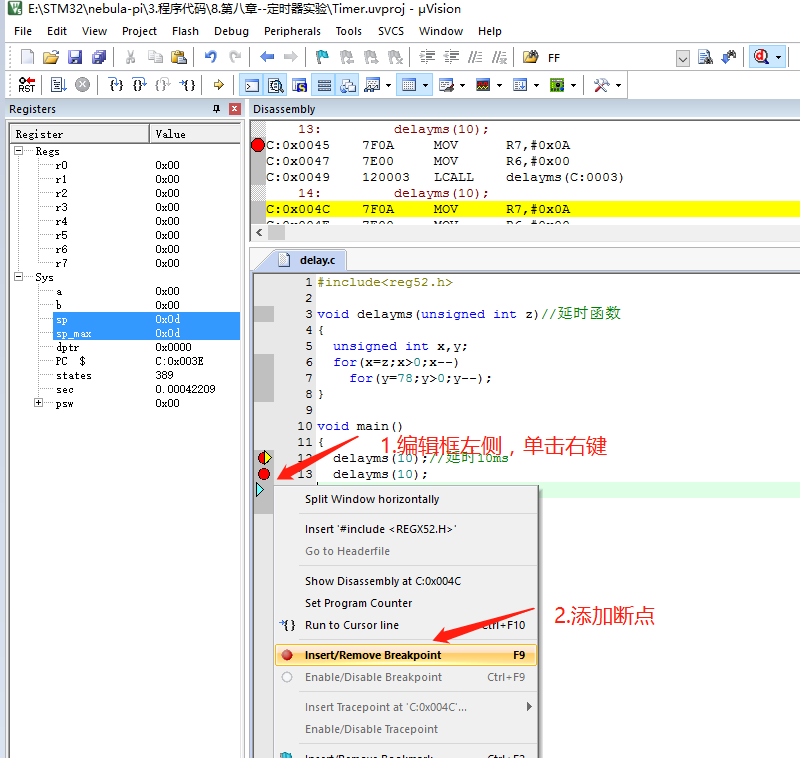 E:\STM32\nebula-pi\3.程序代码\8.第八章--定时器实验\Timer.uvproj - µVision
File Edit View Project Flash Debug Peripherals Tools SVCS Window Help
FF
RST
Registers
Register Value
Regs
r0 0x00
r1 0x00
r2 0x00
r3 0x00
r4 0x00
r5 0x00
r6 0x00
r7 0x00
Sys
a 0x00
b 0x00
sp 0x0d
sp_max 0x0d
dptr 0x0000
PC $ C:0x003E
states 389
sec 0.00042209
psw 0x00
Disassembly
13: delayms(10);
C:0x0045 7F0A MOV R7,#0x0A
C:0x0047 7E00 MOV R6,#0x00
C:0x0049 120003 LCALL delayms(C:0003)
14: delayms(10);
C:0x004C 7F0A MOV R7,#0x0A
delay.c
1 #include<reg52.h>
2
3 void delayms(unsigned int z)//延时函数
4 {
5 unsigned int x,y;
6 for(x=z;x>0;x--)
7 for(y=78;y>0;y--);
8 }
9
10 void main()
11 {
12 delayms(10);//延时10ms
13 delayms(10);
1.编辑框左侧，单击右键
Split Window horizontally
Insert '#include <REGX52.H>'
Go to Headerfile
Show Disassembly at C:0x004C
Set Program Counter
Run to Cursor line Ctrl+F10
Insert/Remove Breakpoint F9
Enable/Disable Breakpoint Ctrl+F9
Insert Tracepoint at 'C:0x004C'...
Enable/Disable Tracepoint
Insert/Remove Bookmark Ctrl+F2
2.添加断点